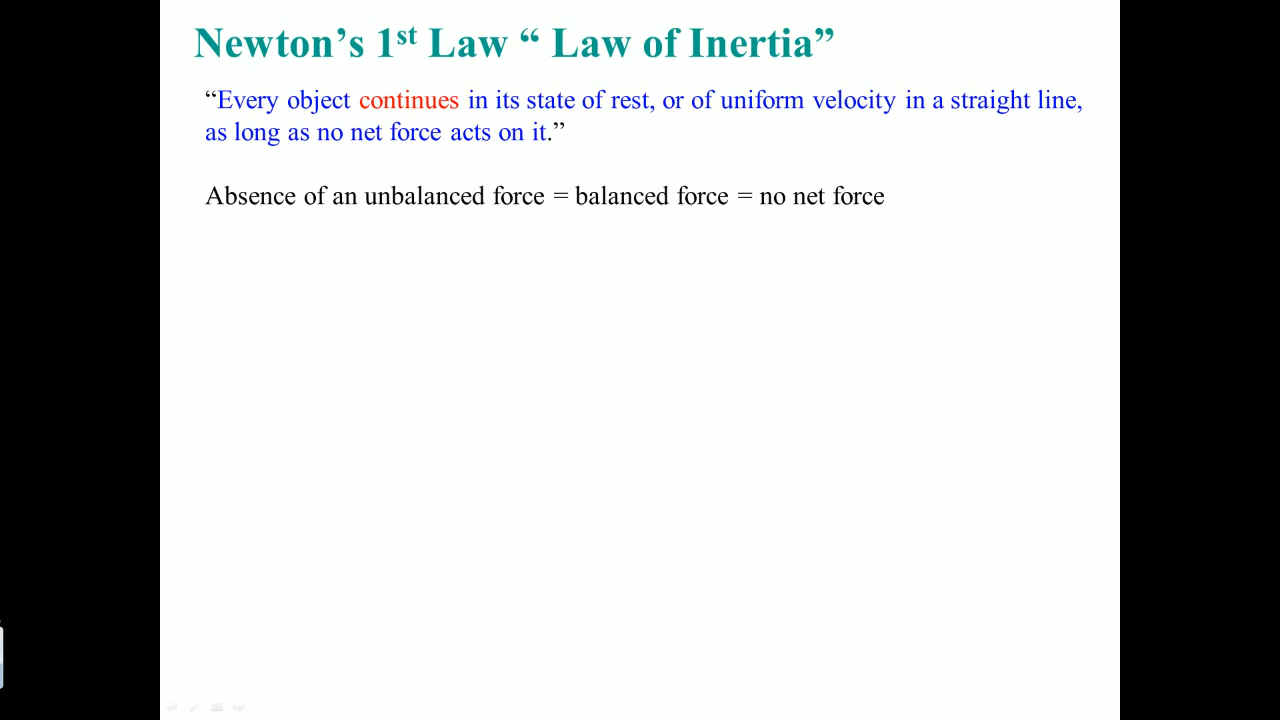 Newton’s 1st Law “ Law of Inertia”
“Every object continues in its state of rest, or of uniform velocity in a straight line,
as long as no net force acts on it.”
Absence of an unbalanced force = balanced force = no net force